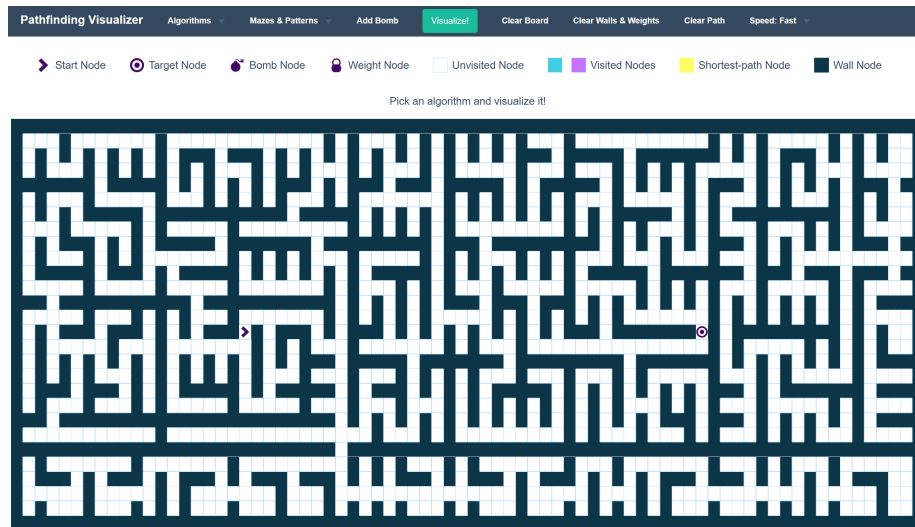 Pathfinding Visualizer Algorithms Mazes & Patterns Add Bomb Visualize! Clear Board Clear Walls & Weights Clear Path Speed: Fast
Start Node Target Node Bomb Node Weight Node Unvisited Node Visited Nodes Shortest-path Node Wall Node
Pick an algorithm and visualize it!